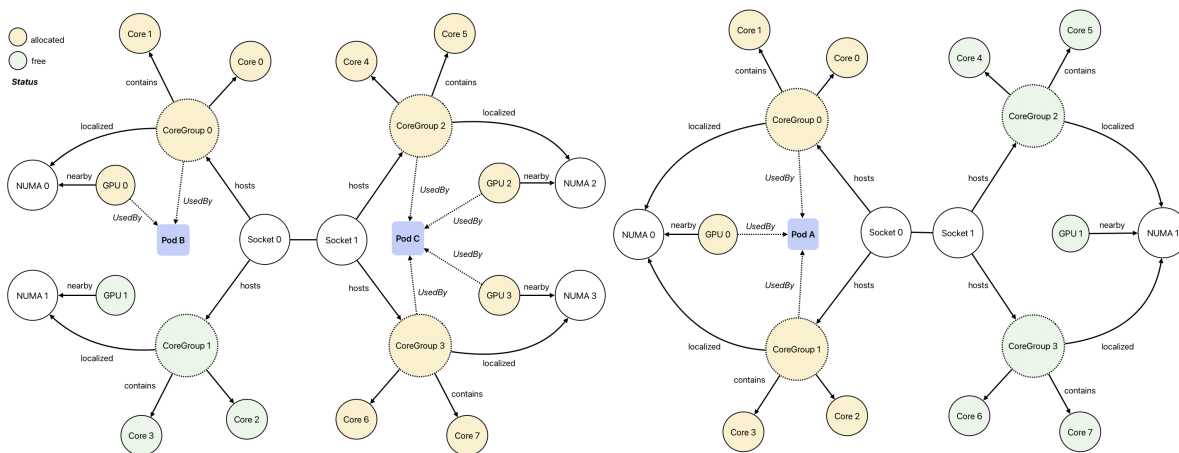 allocated
free
Status
Core 1
Core 0
contains
CoreGroup 0
localized
NUMA 0
nearby
GPU 0
UsedBy
UsedBy
hosts
Pod B
Socket 0
NUMA 1
nearby
GPU 1
hosts
CoreGroup 1
localized
contains
Core 2
Core 3
Core 5
Core 4
contains
CoreGroup 2
localized
UsedBy
GPU 2
nearby
NUMA 2
hosts
UsedBy
Pod C
Socket 1
UsedBy
GPU 3
nearby
NUMA 3
hosts
UsedBy
CoreGroup 3
localized
contains
Core 6
Core 7
Core 1
Core 0
contains
CoreGroup 0
localized
UsedBy
hosts
NUMA 0
nearby
GPU 0
UsedBy
Pod A
Socket 0
UsedBy
hosts
localized
CoreGroup 1
contains
Core 2
Core 3
Core 5
Core 4
contains
CoreGroup 2
localized
hosts
Socket 1
GPU 1
nearby
NUMA 1
hosts
CoreGroup 3
localized
contains
Core 6
Core 7